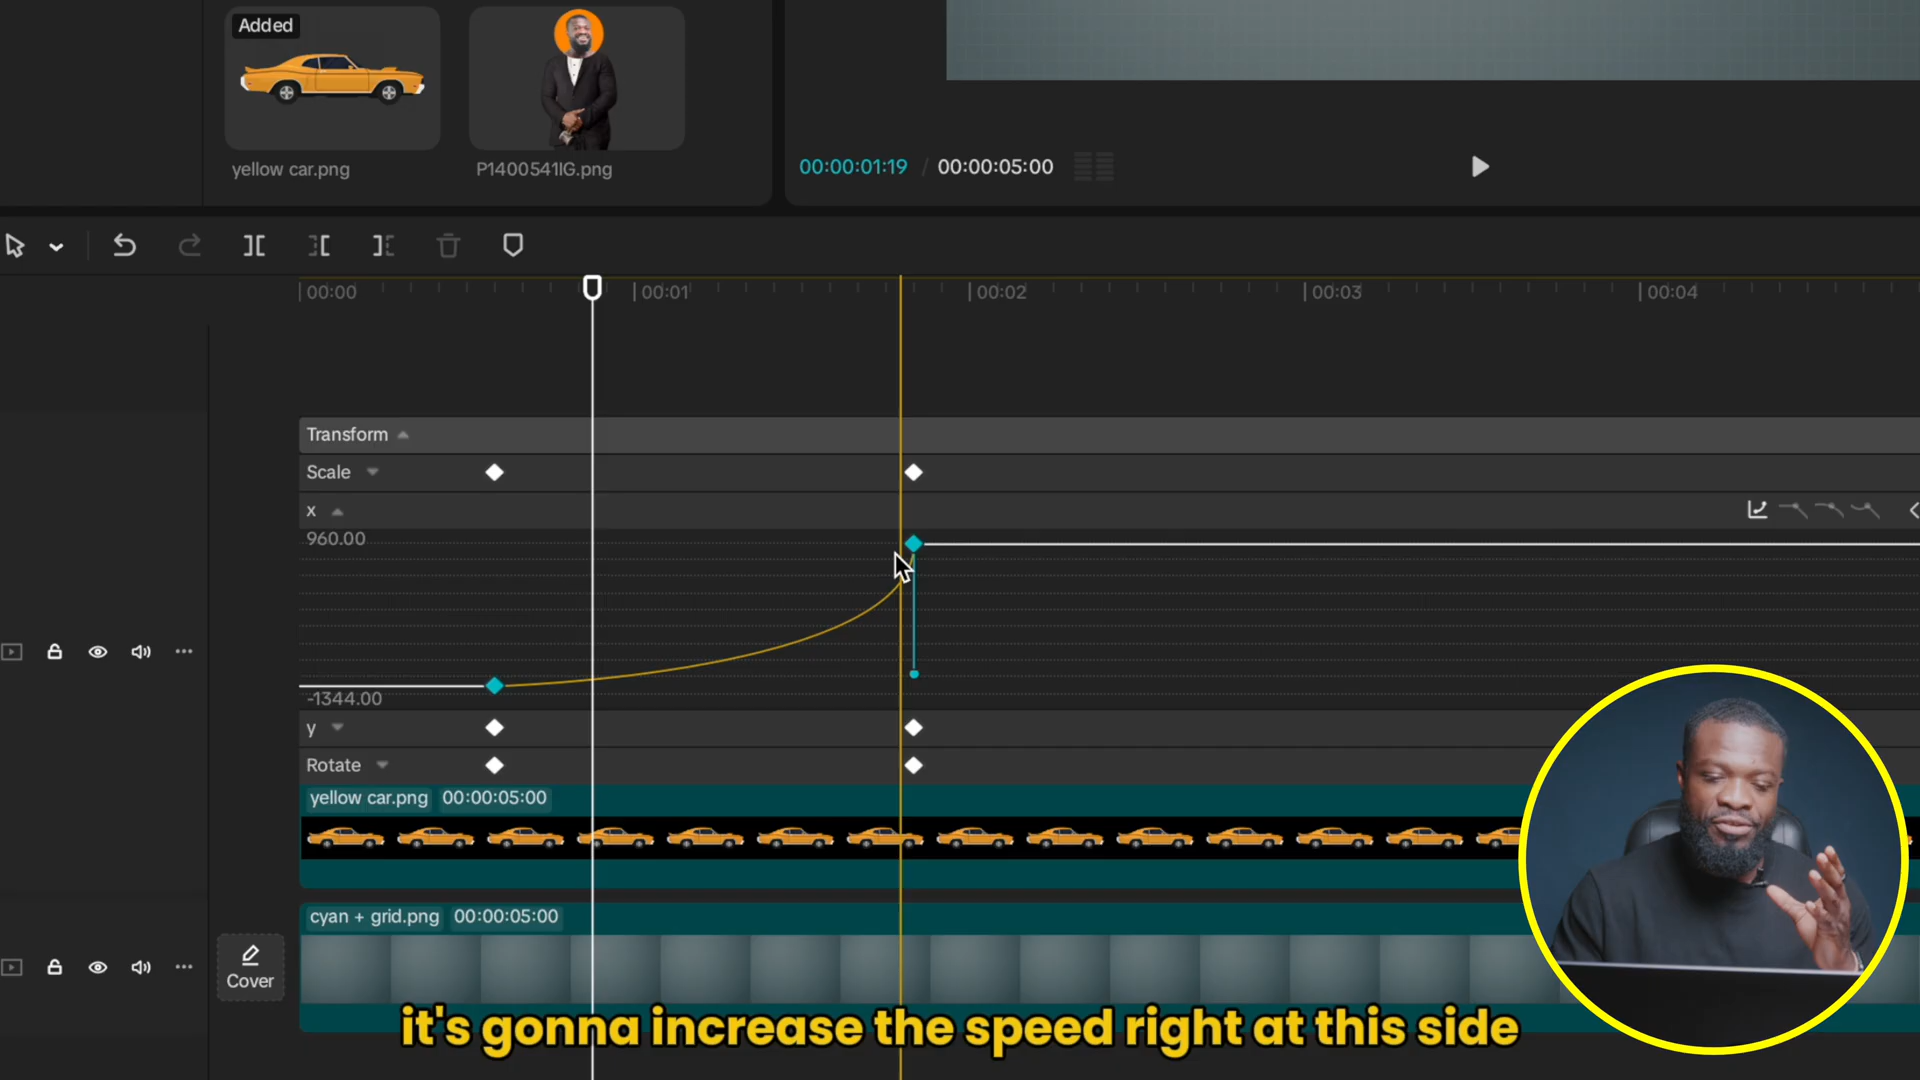 Added
yellow car.png
P1400541IG.png
00:00:01:19 / 00:00:05:00
00:00
00:01
00:02
00:03
00:04
Transform
Scale
x
960.00
-1344.00
y
Rotate
yellow car.png 00:00:05:00
cyan + grid.png 00:00:05:00
Cover
it's gonna increase the speed right at this side